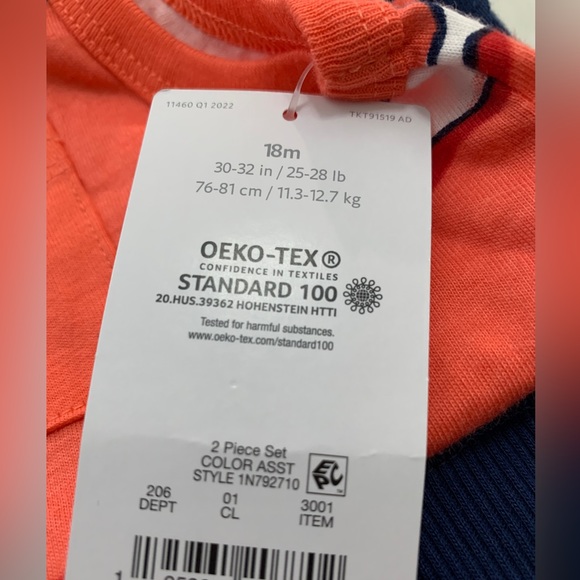 11460 Q1 2022
TKT91519 AD
18m
30-32 in / 25-28 lb
76-81 cm / 11.3-12.7 kg
OEKO-TEX®
CONFIDENCE IN TEXTILES
STANDARD 100
20.HUS.39362 HOHENSTEIN HTTI
Tested for harmful substances.
www.oeko-tex.com/standard100
2 Piece Set
COLOR ASST
STYLE 1N792710
EPC
206 01 3001
DEPT CL ITEM